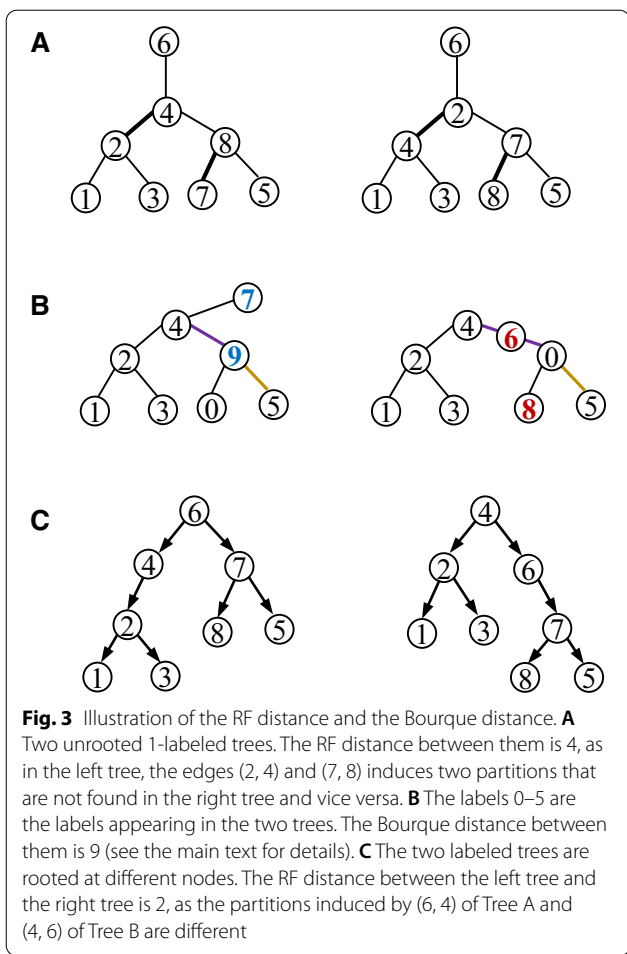 A
6 6
4 2
2 8 4 7
1 3 7 5 1 3 8 5
B
7
4 4 6
2 9 2 0
1 3 0 5 1 3 8 5
C
6 4
4 7 2 6
2 8 5 1 3 7
1 3 8 5
Fig. 3 Illustration of the RF distance and the Bourque distance. A
Two unrooted 1-labeled trees. The RF distance between them is 4, as
in the left tree, the edges (2, 4) and (7, 8) induces two partitions that
are not found in the right tree and vice versa. B The labels 0–5 are
the labels appearing in the two trees. The Bourque distance between
them is 9 (see the main text for details). C The two labeled trees are
rooted at different nodes. The RF distance between the left tree and
the right tree is 2, as the partitions induced by (6, 4) of Tree A and
(4, 6) of Tree B are different